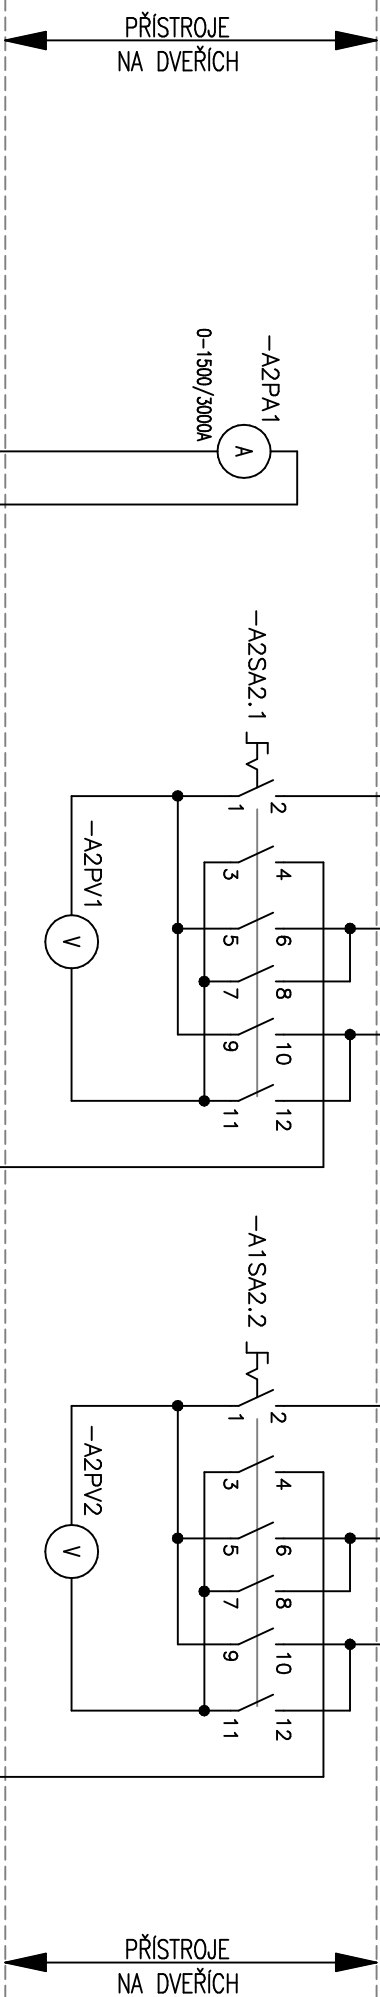 PŘÍSTROJE
NA DVEŘÍCH
-A2PA1
0-1500/3000A
A
-A2SA2.1
1
2
3
4
5
6
7
8
9
10
11
12
-A2PV1
V
-A1SA2.2
1
2
3
4
5
6
7
8
9
10
11
12
-A2PV2
V
PŘÍSTROJE
NA DVEŘÍCH